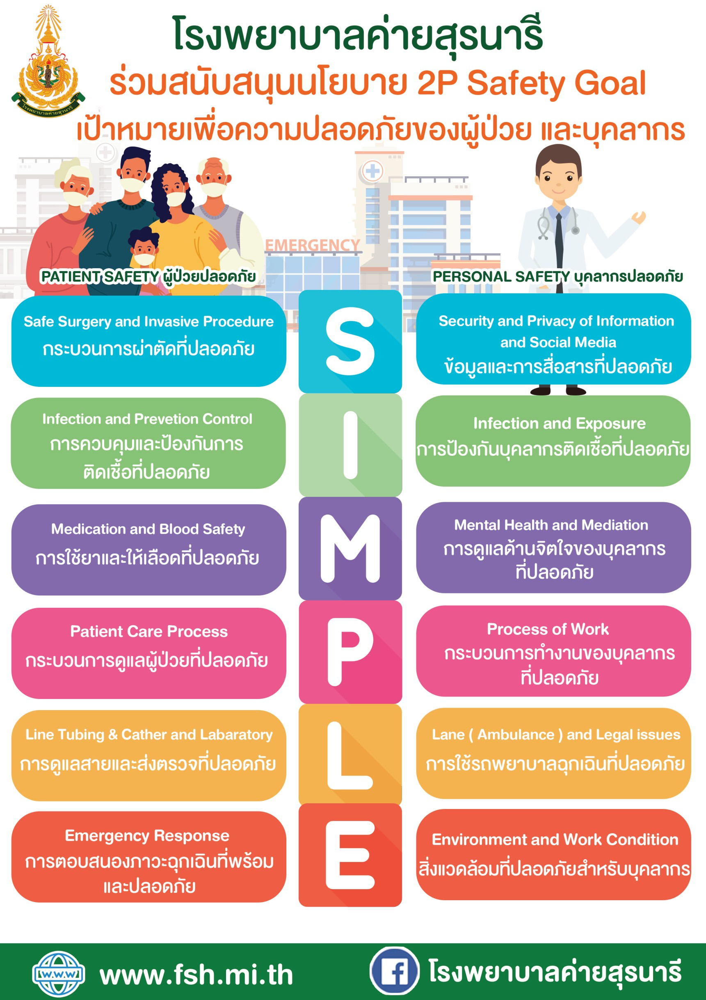 โรงพยาบาลค่ายสุรนารี
ร่วมสนับสนุนนโยบาย 2P Safety Goal
เป้าหมายเพื่อความปลอดภัยของผู้ป่วย และบุคลากร
โรงพยาบาลค่ายสุรนารี
EMERGENCY
PATIENT SAFETY ผู้ป่วยปลอดภัย
PERSONAL SAFETY บุคลากรปลอดภัย
Safe Surgery and Invasive Procedure
กระบวนการผ่าตัดที่ปลอดภัย
S
Security and Privacy of Information
and Social Media
ข้อมูลและการสื่อสารที่ปลอดภัย
Infection and Prevetion Control
การควบคุมและป้องกันการ
ติดเชื้อที่ปลอดภัย
I
Infection and Exposure
การป้องกันบุคลากรติดเชื้อที่ปลอดภัย
Medication and Blood Safety
การใช้ยาและให้เลือดที่ปลอดภัย
M
Mental Health and Mediation
การดูแลด้านจิตใจของบุคลากร
ที่ปลอดภัย
Patient Care Process
กระบวนการดูแลผู้ป่วยที่ปลอดภัย
P
Process of Work
กระบวนการทำงานของบุคลากร
ที่ปลอดภัย
Line Tubing & Cather and Labaratory
การดูแลสายและส่งตรวจที่ปลอดภัย
L
Lane ( Ambulance ) and Legal issues
การใช้รถพยาบาลฉุกเฉินที่ปลอดภัย
Emergency Response
การตอบสนองภาวะฉุกเฉินที่พร้อม
และปลอดภัย
E
Environment and Work Condition
สิ่งแวดล้อมที่ปลอดภัยสำหรับบุคลากร
www
www.fsh.mi.th
f
โรงพยาบาลค่ายสุรนารี